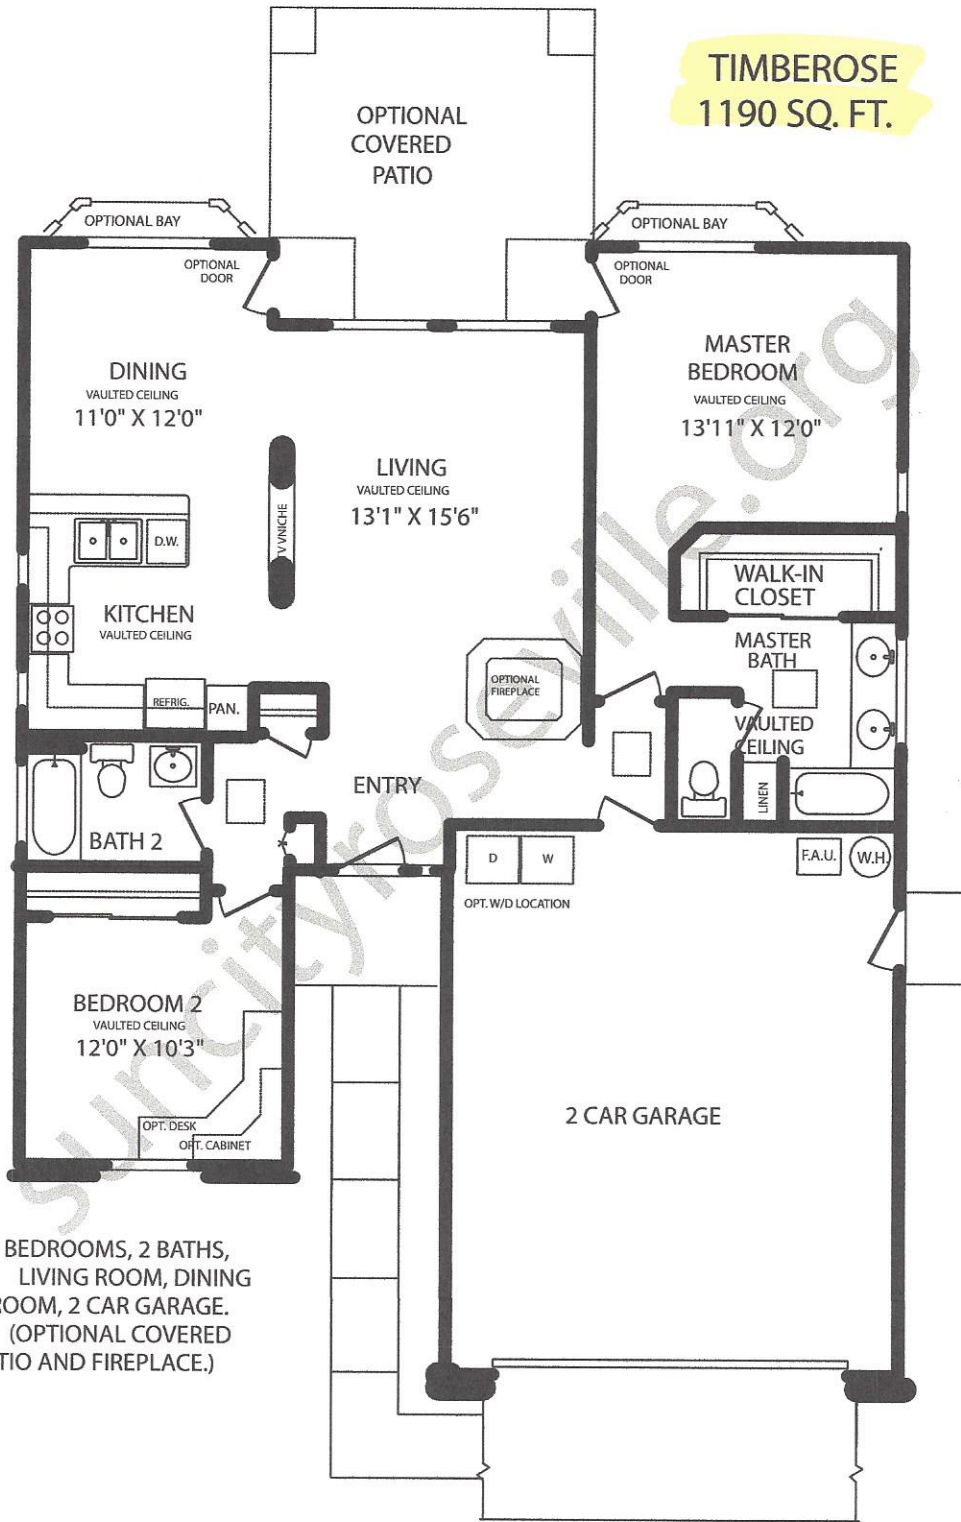 TIMBEROSE
1190 SQ. FT.
OPTIONAL
COVERED
PATIO
OPTIONAL BAY
OPTIONAL BAY
OPTIONAL
DOOR
OPTIONAL
DOOR
DINING
VAULTED CEILING
11'0" X 12'0"
MASTER
BEDROOM
VAULTED CEILING
13'11" X 12'0"
LIVING
VAULTED CEILING
13'1" X 15'6"
TV VNICHE
D.W.
KITCHEN
VAULTED CEILING
WALK-IN
CLOSET
MASTER
BATH
VAULTED
CEILING
OPTIONAL
FIREPLACE
REFRIG.
PAN.
LINEN
ENTRY
BATH 2
D
W
OPT. W/D LOCATION
F.A.U.
W.H.
BEDROOM 2
VAULTED CEILING
12'0" X 10'3"
OPT. DESK
OPT. CABINET
2 CAR GARAGE
BEDROOMS, 2 BATHS,
LIVING ROOM, DINING
ROOM, 2 CAR GARAGE.
(OPTIONAL COVERED
TIO AND FIREPLACE.)
suncityroseville.org